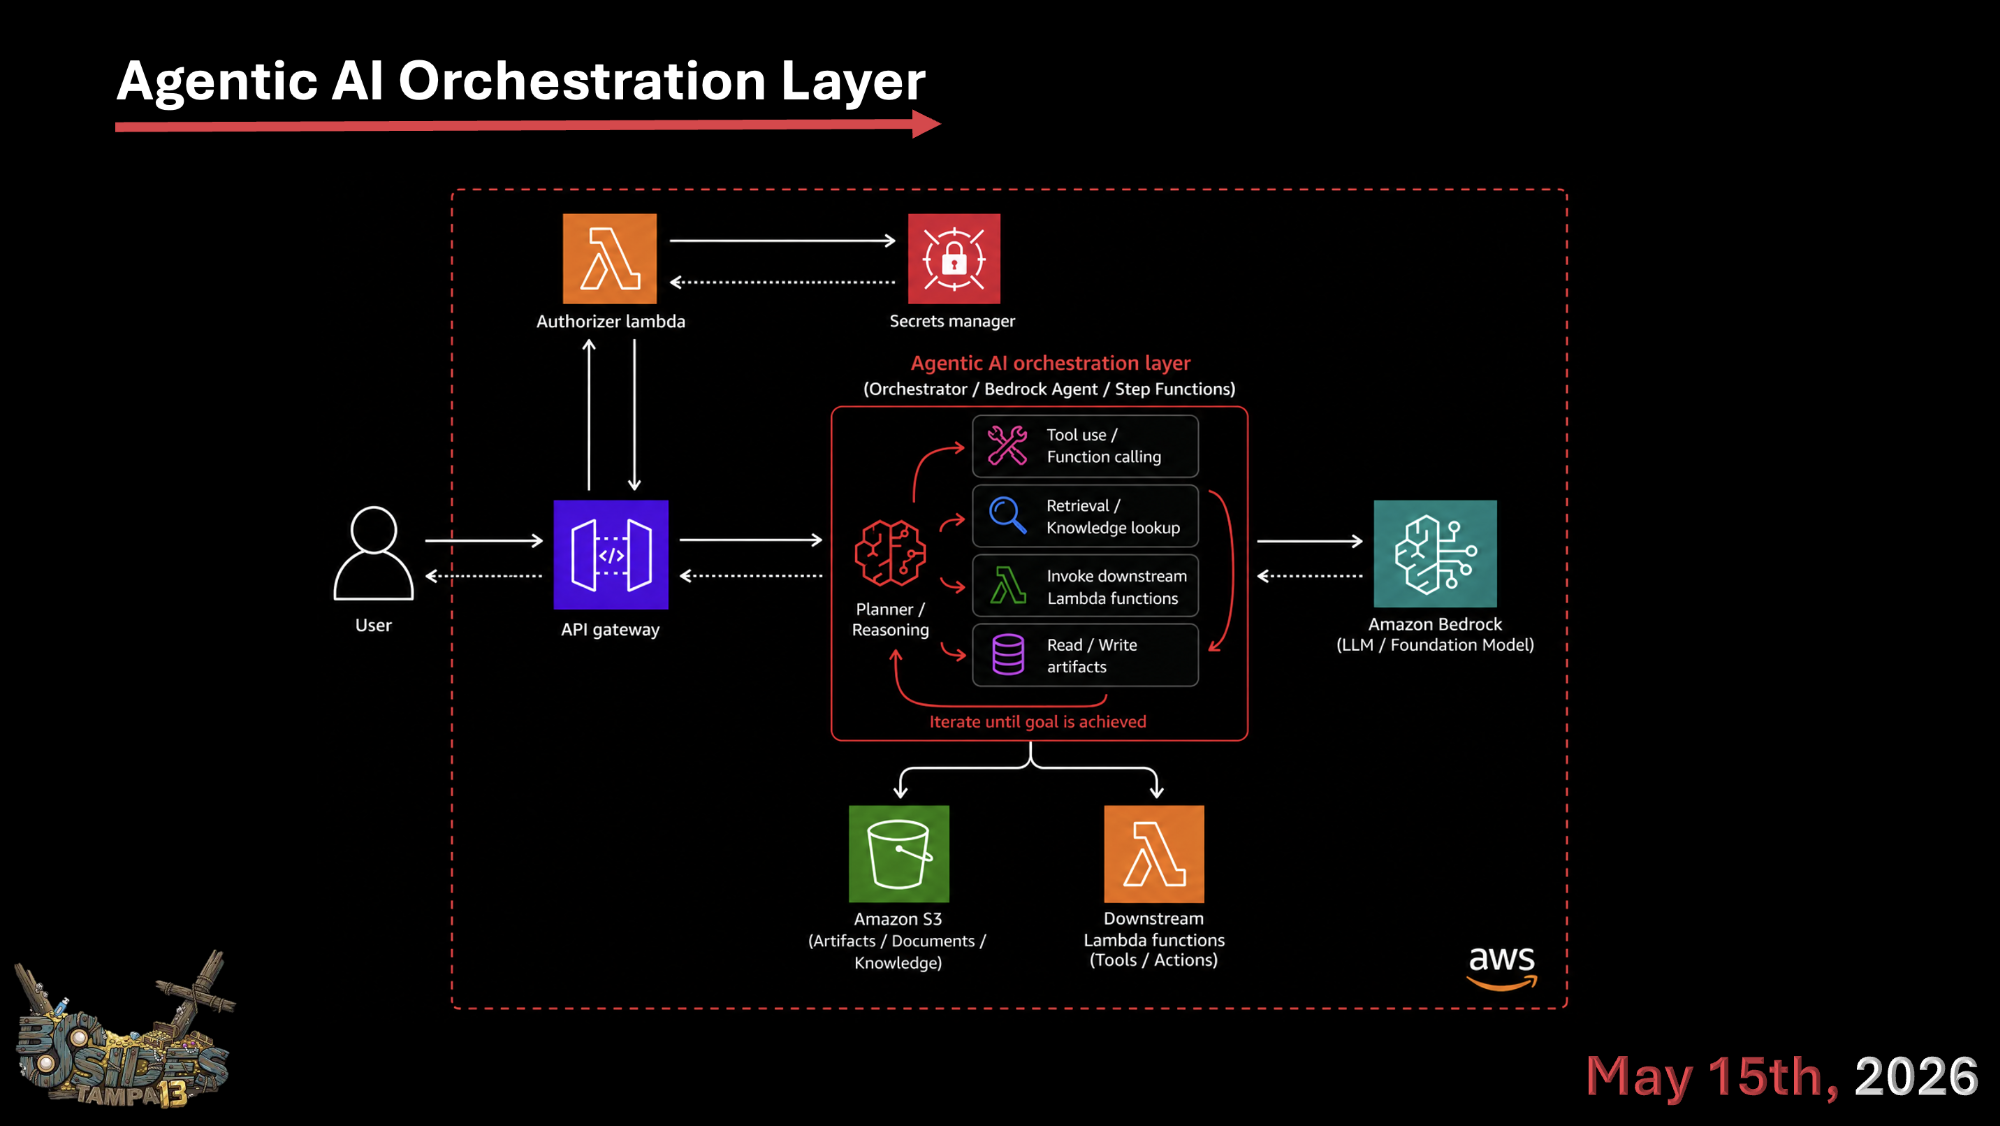 Agentic AI Orchestration Layer
Authorizer lambda
Secrets manager
Agentic AI orchestration layer
(Orchestrator / Bedrock Agent / Step Functions)
Tool use /
Function calling
Retrieval /
Knowledge lookup
Invoke downstream
Lambda functions
Read / Write
artifacts
Planner /
Reasoning
Iterate until goal is achieved
User
</>
API gateway
Amazon Bedrock
(LLM / Foundation Model)
Amazon S3
(Artifacts / Documents /
Knowledge)
Downstream
Lambda functions
(Tools / Actions)
aws
BSIDES
TAMPA 13
May 15th, 2026